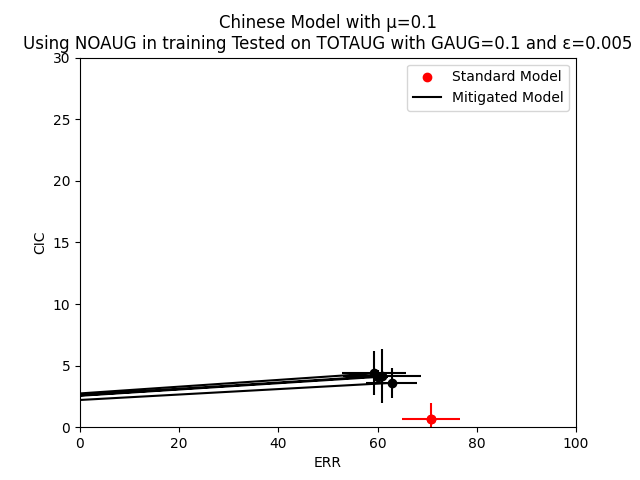 Chinese Model with μ=0.1
Using NOAUG in training Tested on TOTAUG with GAUG=0.1 and ε=0.005
Standard Model
Mitigated Model
30
25
20
15
10
5
0
CIC
0 20 40 60 80 100
ERR